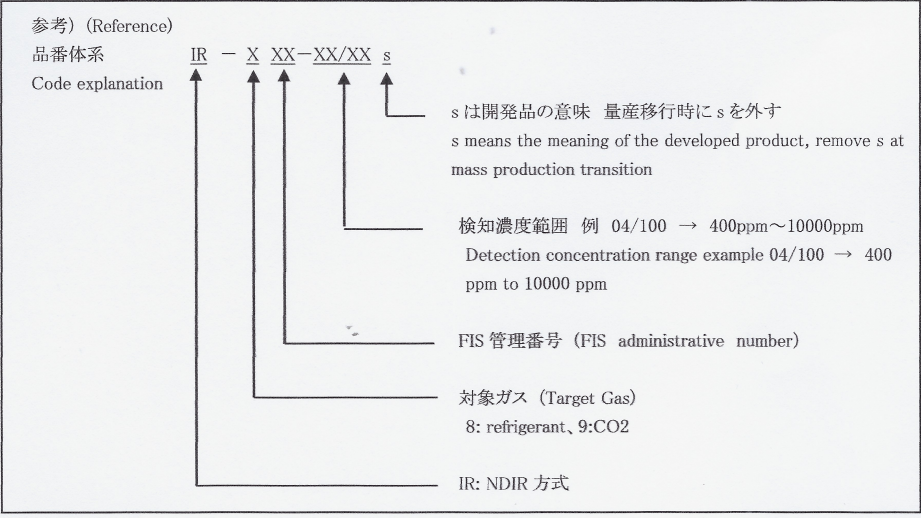 参考）(Reference)
品番体系 IR － X XX－XX/XX s
Code explanation
s は開発品の意味 量産移行時に s を外す
s means the meaning of the developed product, remove s at
mass production transition
検知濃度範囲 例 04/100 → 400ppm～10000ppm
Detection concentration range example 04/100 → 400
ppm to 10000 ppm
FIS 管理番号（FIS administrative number）
対象ガス（Target Gas）
8: refrigerant、9:CO2
IR: NDIR 方式